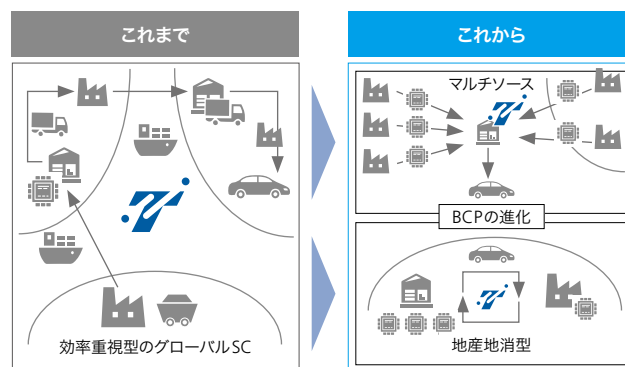 これまで
これから
効率重視型のグローバルSC
マルチソース
BCPの進化
地産地消型